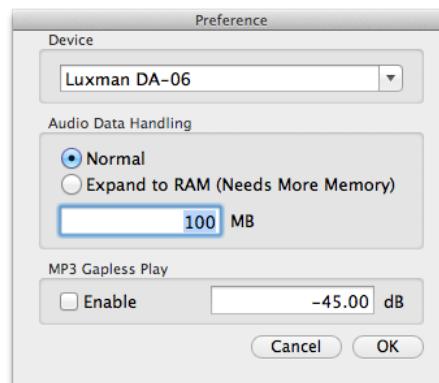 Preference
Device
Luxman DA-06
Audio Data Handling
Normal
Expand to RAM (Needs More Memory)
100 MB
MP3 Gapless Play
Enable -45.00 dB
Cancel OK